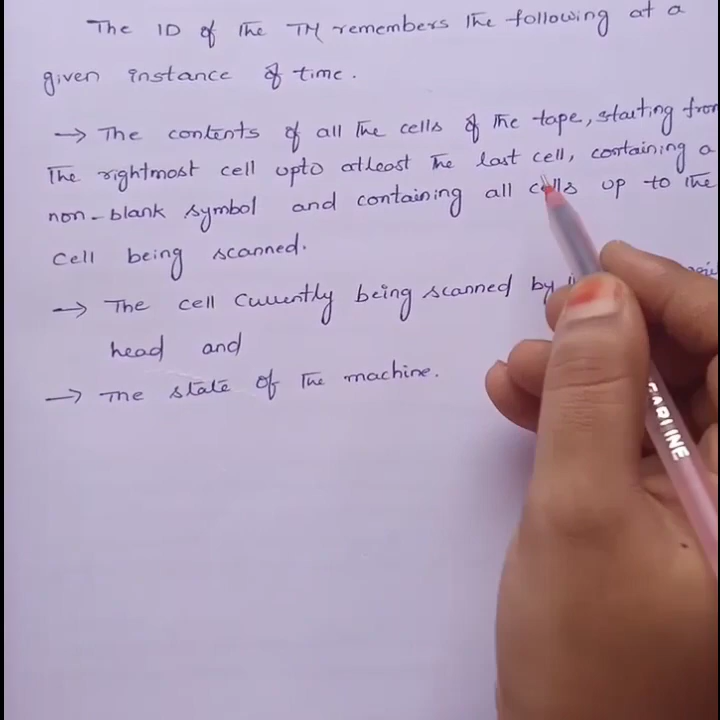 The ID of the TM remembers the following at a
given instance of time.
→ The contents of all the cells of the tape, starting from
The rightmost cell upto atleast the last cell, containing a
non-blank symbol and containing all cells up to the
cell being scanned.
→ The cell currently being scanned by
head and
→ The state of the machine.
CARLINE